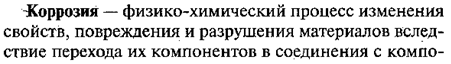 Коррозия — физико-химический процесс изменения
свойств, повреждения и разрушения материалов вслед-
ствие перехода их компонентов в соединения с компо-